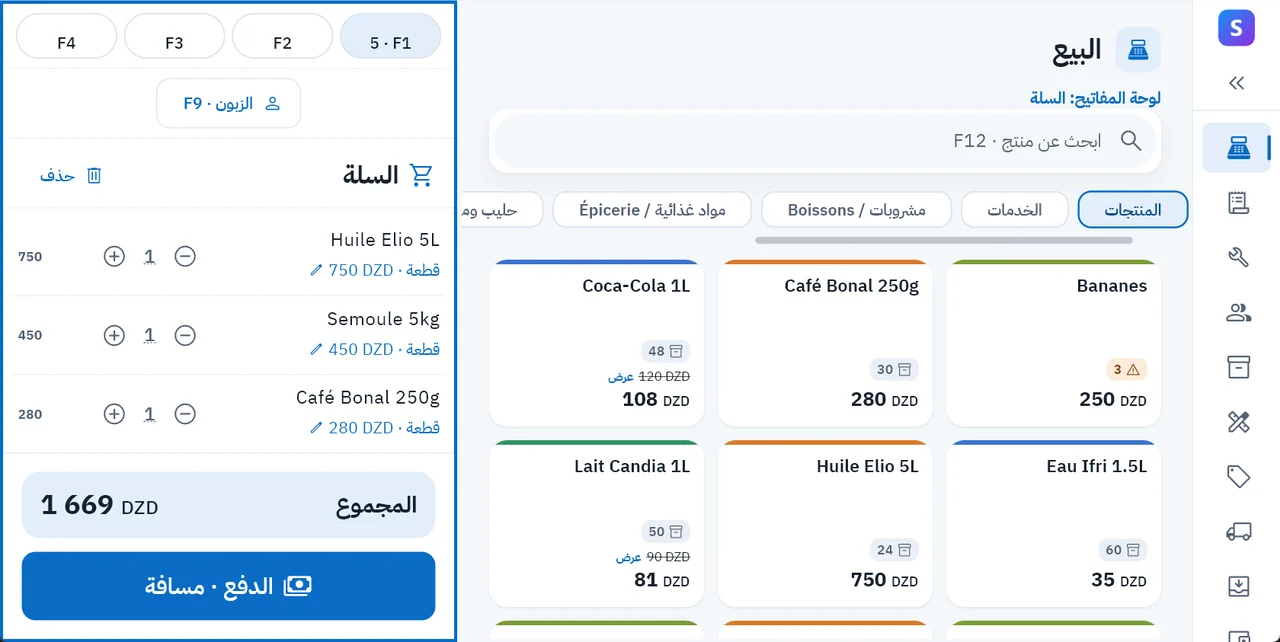 S
البيع
لوحة المفاتيح: السلة
ابحث عن منتج · F12
المنتجات
الخدمات
مشروبات / Boissons
مواد غذائية / Épicerie
حليب وم
Bananes
3
250 DZD
Café Bonal 250g
30
280 DZD
Coca-Cola 1L
48
120 DZD عرض
108 DZD
Eau Ifri 1.5L
60
35 DZD
Huile Elio 5L
24
750 DZD
Lait Candia 1L
50
90 DZD عرض
81 DZD
5 · F1
F2
F3
F4
الزبون · F9
السلة
حذف
Huile Elio 5L
قطعة · 750 DZD
1
750
Semoule 5kg
قطعة · 450 DZD
1
450
Café Bonal 250g
قطعة · 280 DZD
1
280
المجموع
1 669 DZD
الدفع · مسافة